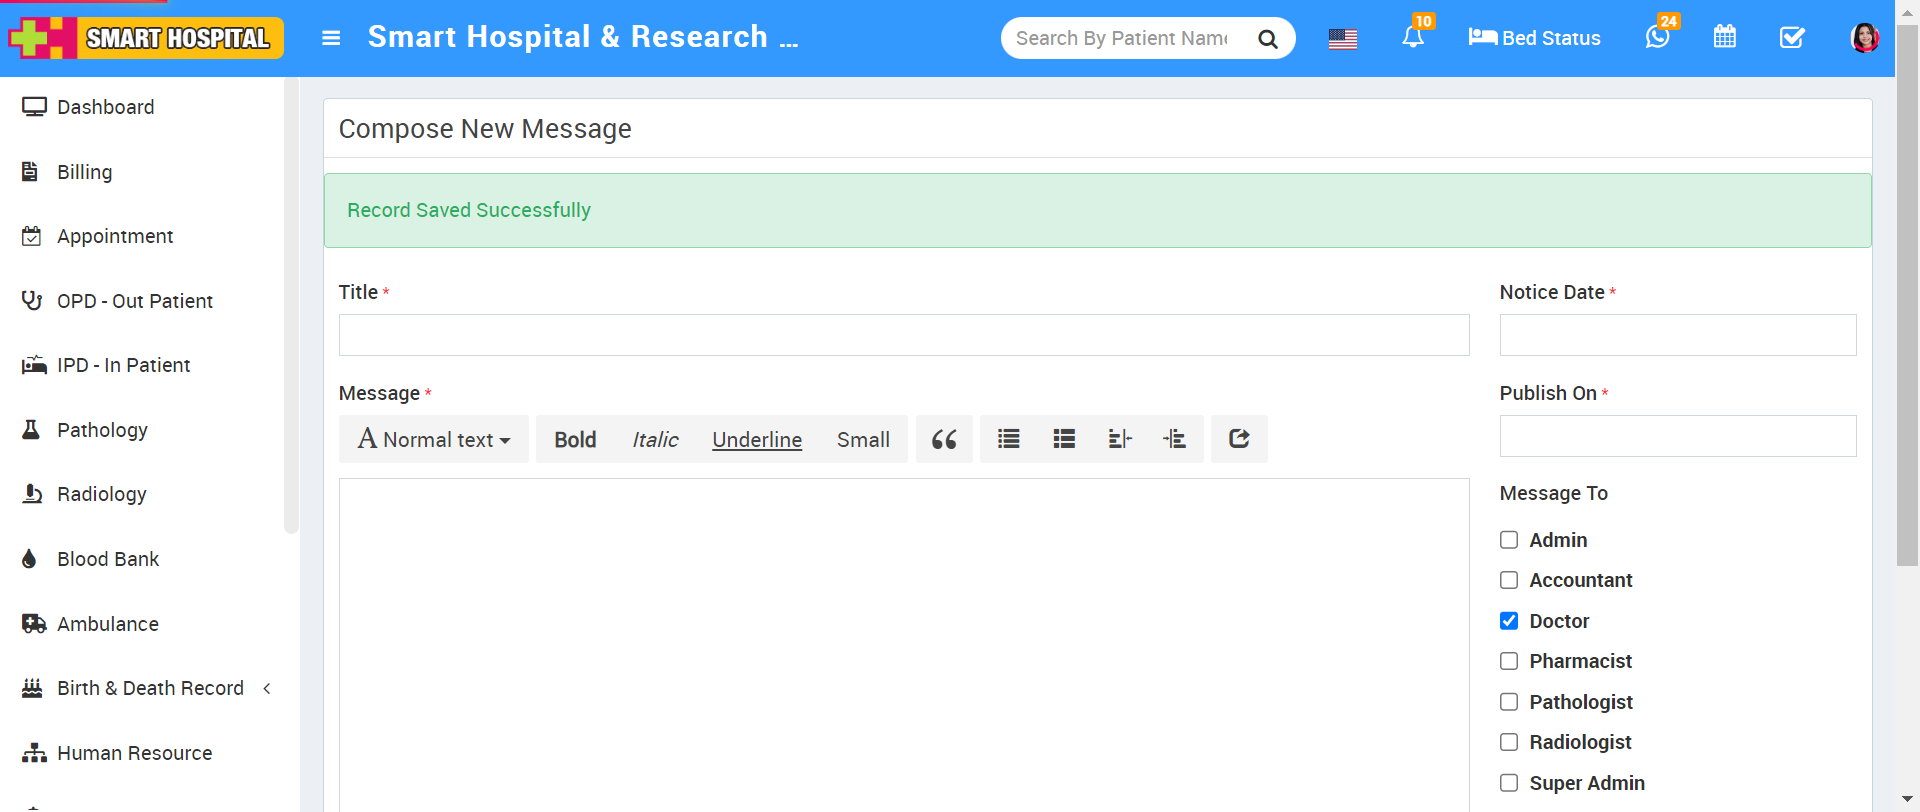 SMART HOSPITAL
Smart Hospital & Research ...
Search By Patient Name
10
Bed Status
24
Dashboard
Billing
Appointment
OPD - Out Patient
IPD - In Patient
Pathology
Radiology
Blood Bank
Ambulance
Birth & Death Record
Human Resource
Compose New Message
Record Saved Successfully
Title *
Notice Date *
Message *
Publish On *
A Normal text
Bold Italic Underline Small
Message To
Admin
Accountant
Doctor
Pharmacist
Pathologist
Radiologist
Super Admin